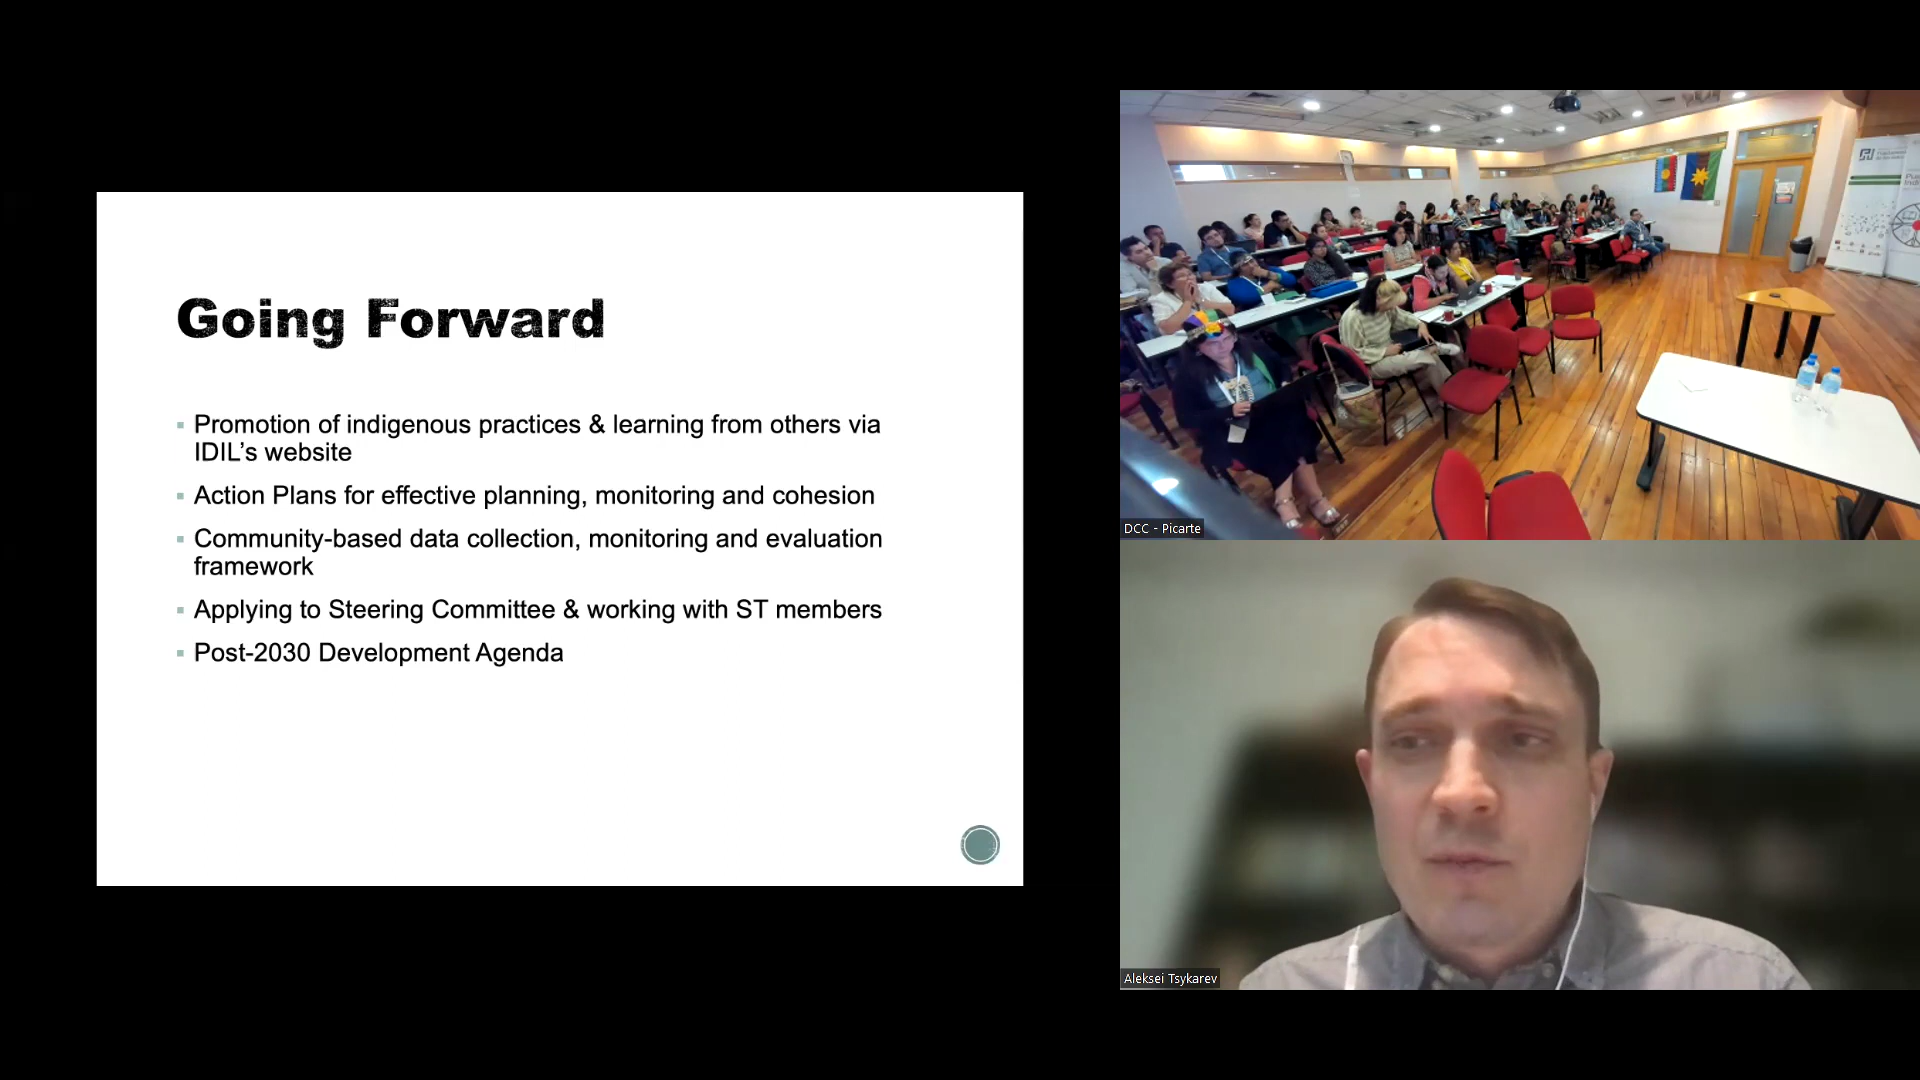 Going Forward
Promotion of indigenous practices & learning from others via
IDIL’s website
Action Plans for effective planning, monitoring and cohesion
Community-based data collection, monitoring and evaluation
framework
Applying to Steering Committee & working with ST members
Post-2030 Development Agenda
DCC - Picarte
Aleksei Tsykarev